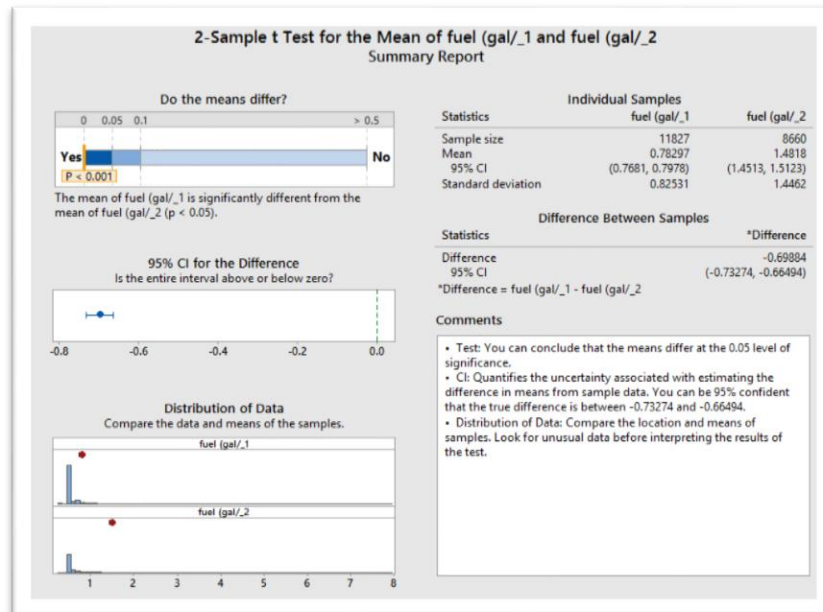 2-Sample t Test for the Mean of fuel (gal/_1 and fuel (gal/_2
Summary Report
Do the means differ?
0 0.05 0.1 > 0.5
Yes No
P < 0.001
The mean of fuel (gal/_1 is significantly different from the
mean of fuel (gal/_2 (p < 0.05).
95% CI for the Difference
Is the entire interval above or below zero?
-0.8 -0.6 -0.4 -0.2 0.0
Distribution of Data
Compare the data and means of the samples.
fuel (gal/_1
fuel (gal/_2
1 2 3 4 5 6 7 8
Individual Samples
Statistics fuel (gal/_1 fuel (gal/_2
Sample size 11827 8660
Mean 0.78297 1.4818
95% CI (0.7681, 0.7978) (1.4513, 1.5123)
Standard deviation 0.82531 1.4462
Difference Between Samples
Statistics *Difference
Difference -0.69884
95% CI (-0.73274, -0.66494)
*Difference = fuel (gal/_1 - fuel (gal/_2
Comments
• Test: You can conclude that the means differ at the 0.05 level of
significance.
• CI: Quantifies the uncertainty associated with estimating the
difference in means from sample data. You can be 95% confident
that the true difference is between -0.73274 and -0.66494.
• Distribution of Data: Compare the location and means of
samples. Look for unusual data before interpreting the results of
the test.